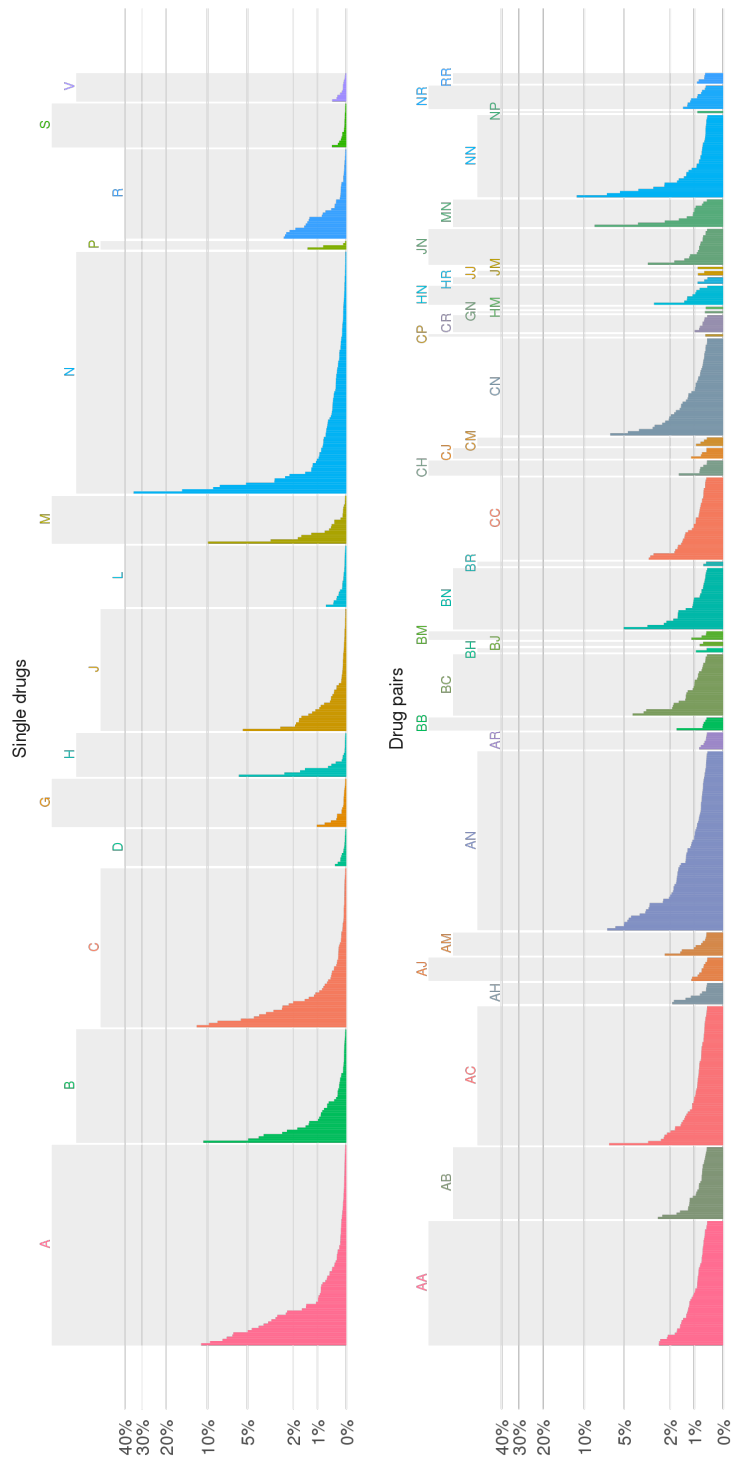 Single drugs
40%
30%
20%
10%
5%
2%
1%
0%
A
B
C
D
G
H
J
L
M
N
P
R
S
V
Drug pairs
40%
30%
20%
10%
5%
2%
1%
0%
AA
AB
AC
AH
AJ
AM
AN
AR
BB
BC
BH
BJ
BM
BN
BR
CC
CH
CJ
CM
CN
CP
CR
GN
HM
HN
HR
JJ
JM
JN
MN
NN
NP
NR
RR